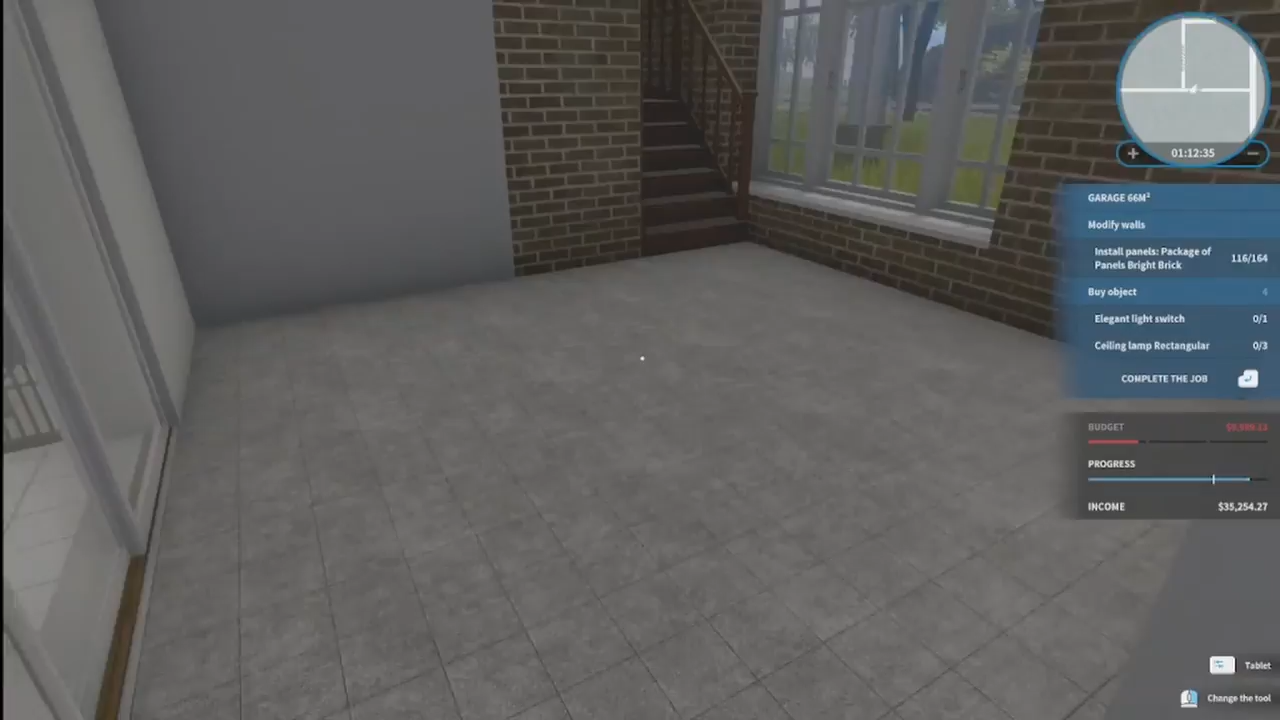 01:12:35
GARAGE 66M²
Modify walls
Install panels: Package of
Panels Bright Brick 116/164
Buy object 4
Elegant light switch 0/1
Ceiling lamp Rectangular 0/3
COMPLETE THE JOB
BUDGET
PROGRESS
INCOME $35,254.27
Tablet
Change the tool